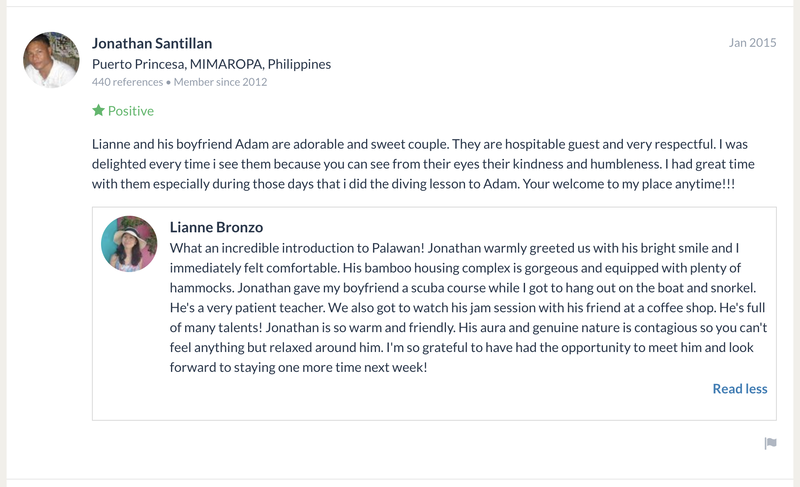 Jonathan Santillan
Jan 2015
Puerto Princesa, MIMAROPA, Philippines
440 references • Member since 2012
Positive
Lianne and his boyfriend Adam are adorable and sweet couple. They are hospitable guest and very respectful. I was
delighted every time i see them because you can see from their eyes their kindness and humbleness. I had great time
with them especially during those days that i did the diving lesson to Adam. Your welcome to my place anytime!!!
Lianne Bronzo
What an incredible introduction to Palawan! Jonathan warmly greeted us with his bright smile and I
immediately felt comfortable. His bamboo housing complex is gorgeous and equipped with plenty of
hammocks. Jonathan gave my boyfriend a scuba course while I got to hang out on the boat and snorkel.
He's a very patient teacher. We also got to watch his jam session with his friend at a coffee shop. He's full
of many talents! Jonathan is so warm and friendly. His aura and genuine nature is contagious so you can't
feel anything but relaxed around him. I'm so grateful to have had the opportunity to meet him and look
forward to staying one more time next week!
Read less